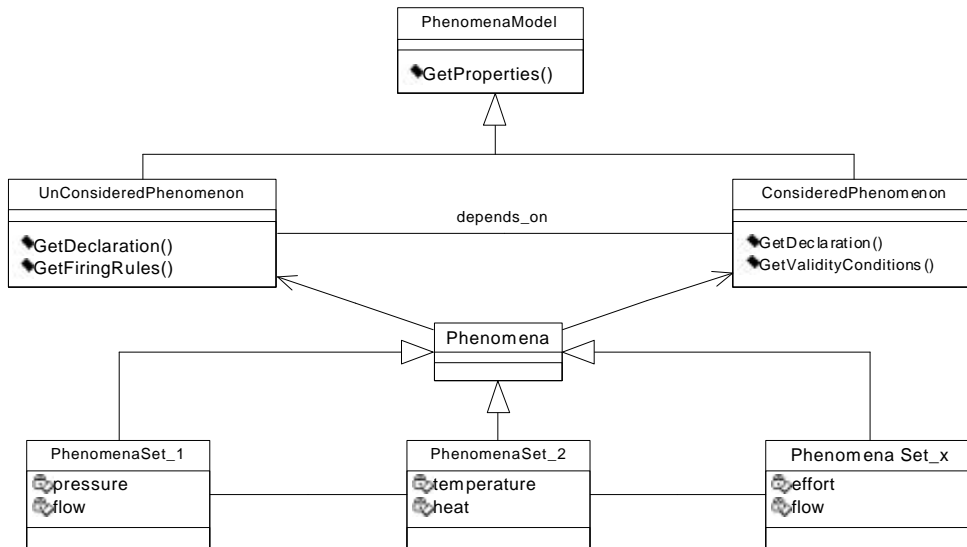 PhenomenaModel
GetProperties()
UnConsideredPhenomenon
GetDeclaration()
GetFiringRules()
depends_on
ConsideredPhenomenon
GetDeclaration()
GetValidityConditions()
Phenomena
PhenomenaSet_1
pressure
flow
PhenomenaSet_2
temperature
heat
Phenomena Set_x
effort
flow